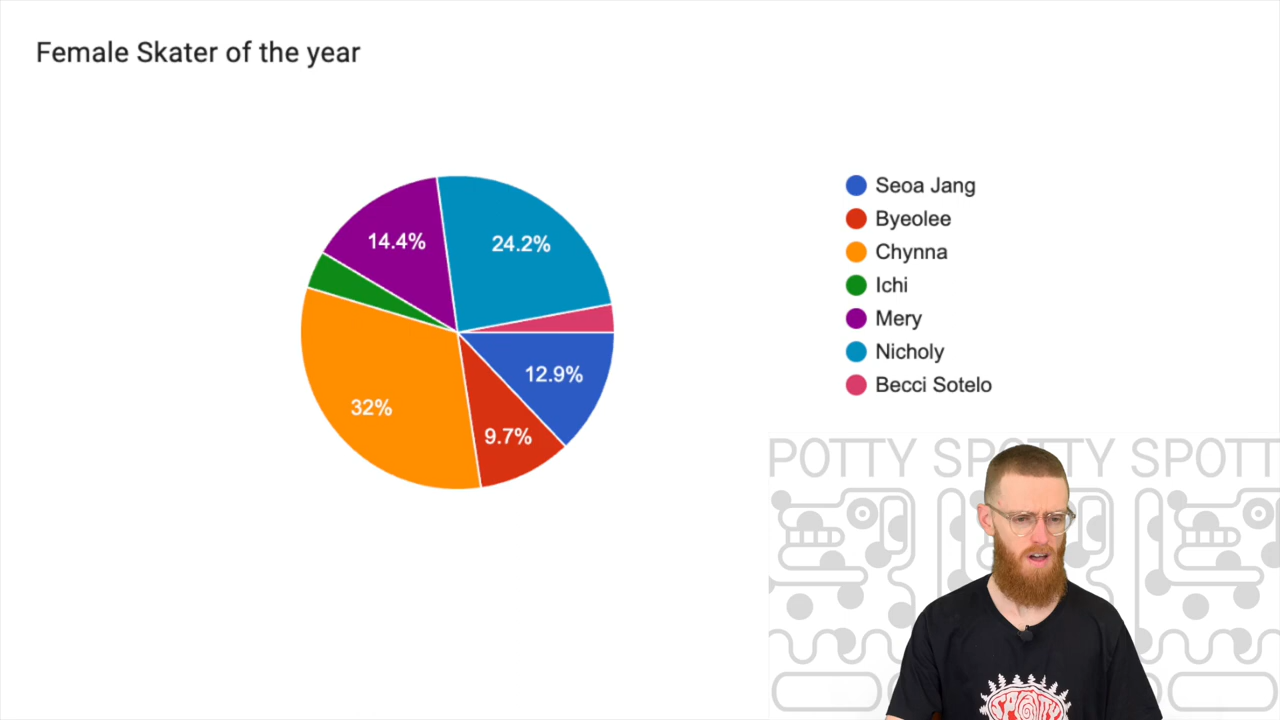 Female Skater of the year
14.4%
24.2%
12.9%
9.7%
32%
Seoa Jang
Byeolee
Chynna
Ichi
Mery
Nicholy
Becci Sotelo
POTTY SPOTTY SPOTT
SPOTTY